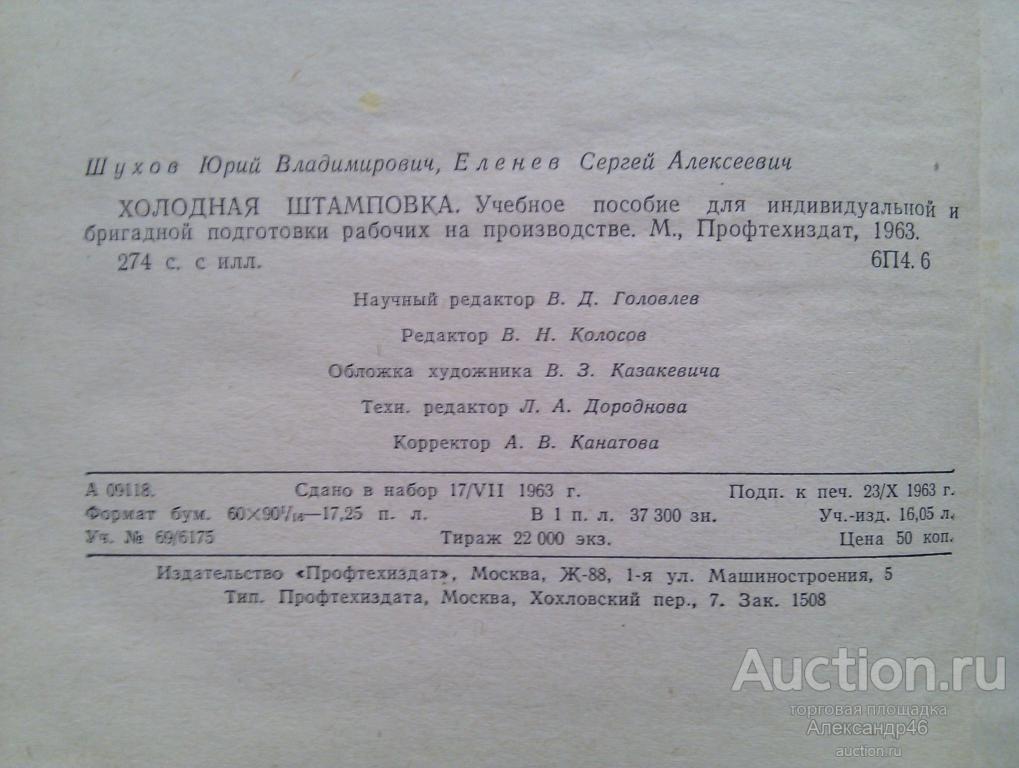 Шухов Юрий Владимирович, Еленев Сергей Алексеевич
ХОЛОДНАЯ ШТАМПОВКА. Учебное пособие для индивидуальной и
бригадной подготовки рабочих на производстве. М., Профтехиздат, 1963.
274 с. с илл. 6П4.6
Научный редактор В. Д. Головлев
Редактор В. Н. Колосов
Обложка художника В. З. Казакевича
Техн. редактор Л. А. Дороднова
Корректор А. В. Канатова
А 09118. Сдано в набор 17/VII 1963 г. Подп. к печ. 23/X 1963 г.
Формат бум. 60×90¹/₁₆—17,25 п. л. В 1 п. л. 37 300 зн. Уч.-изд. 16,05 л.
Уч. № 69/6175 Тираж 22 000 экз. Цена 50 коп.
Издательство «Профтехиздат», Москва, Ж-88, 1-я ул. Машиностроения, 5
Тип. Профтехиздата, Москва, Хохловский пер., 7. Зак. 1508
Auction.ru
торговая площадка
Александр46
auction.ru